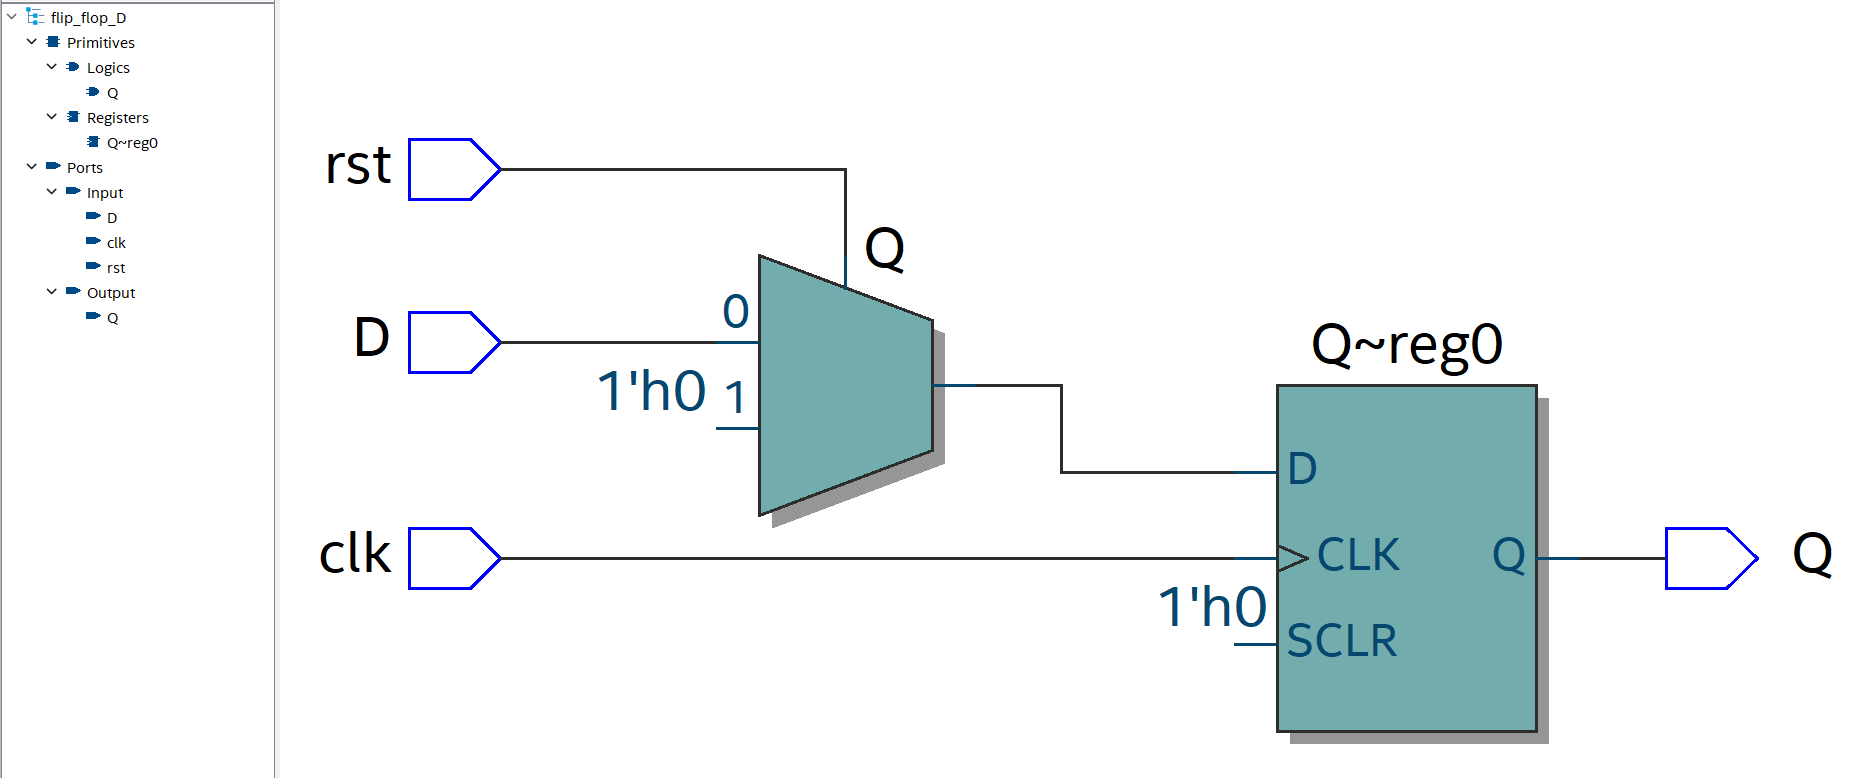 flip_flop_D
Primitives
Logics
Q
Registers
Q~reg0
Ports
Input
D
clk
rst
Output
Q
rst
Q
0
D
1'h0 1
Q~reg0
D
clk
CLK
Q
Q
1'h0
SCLR